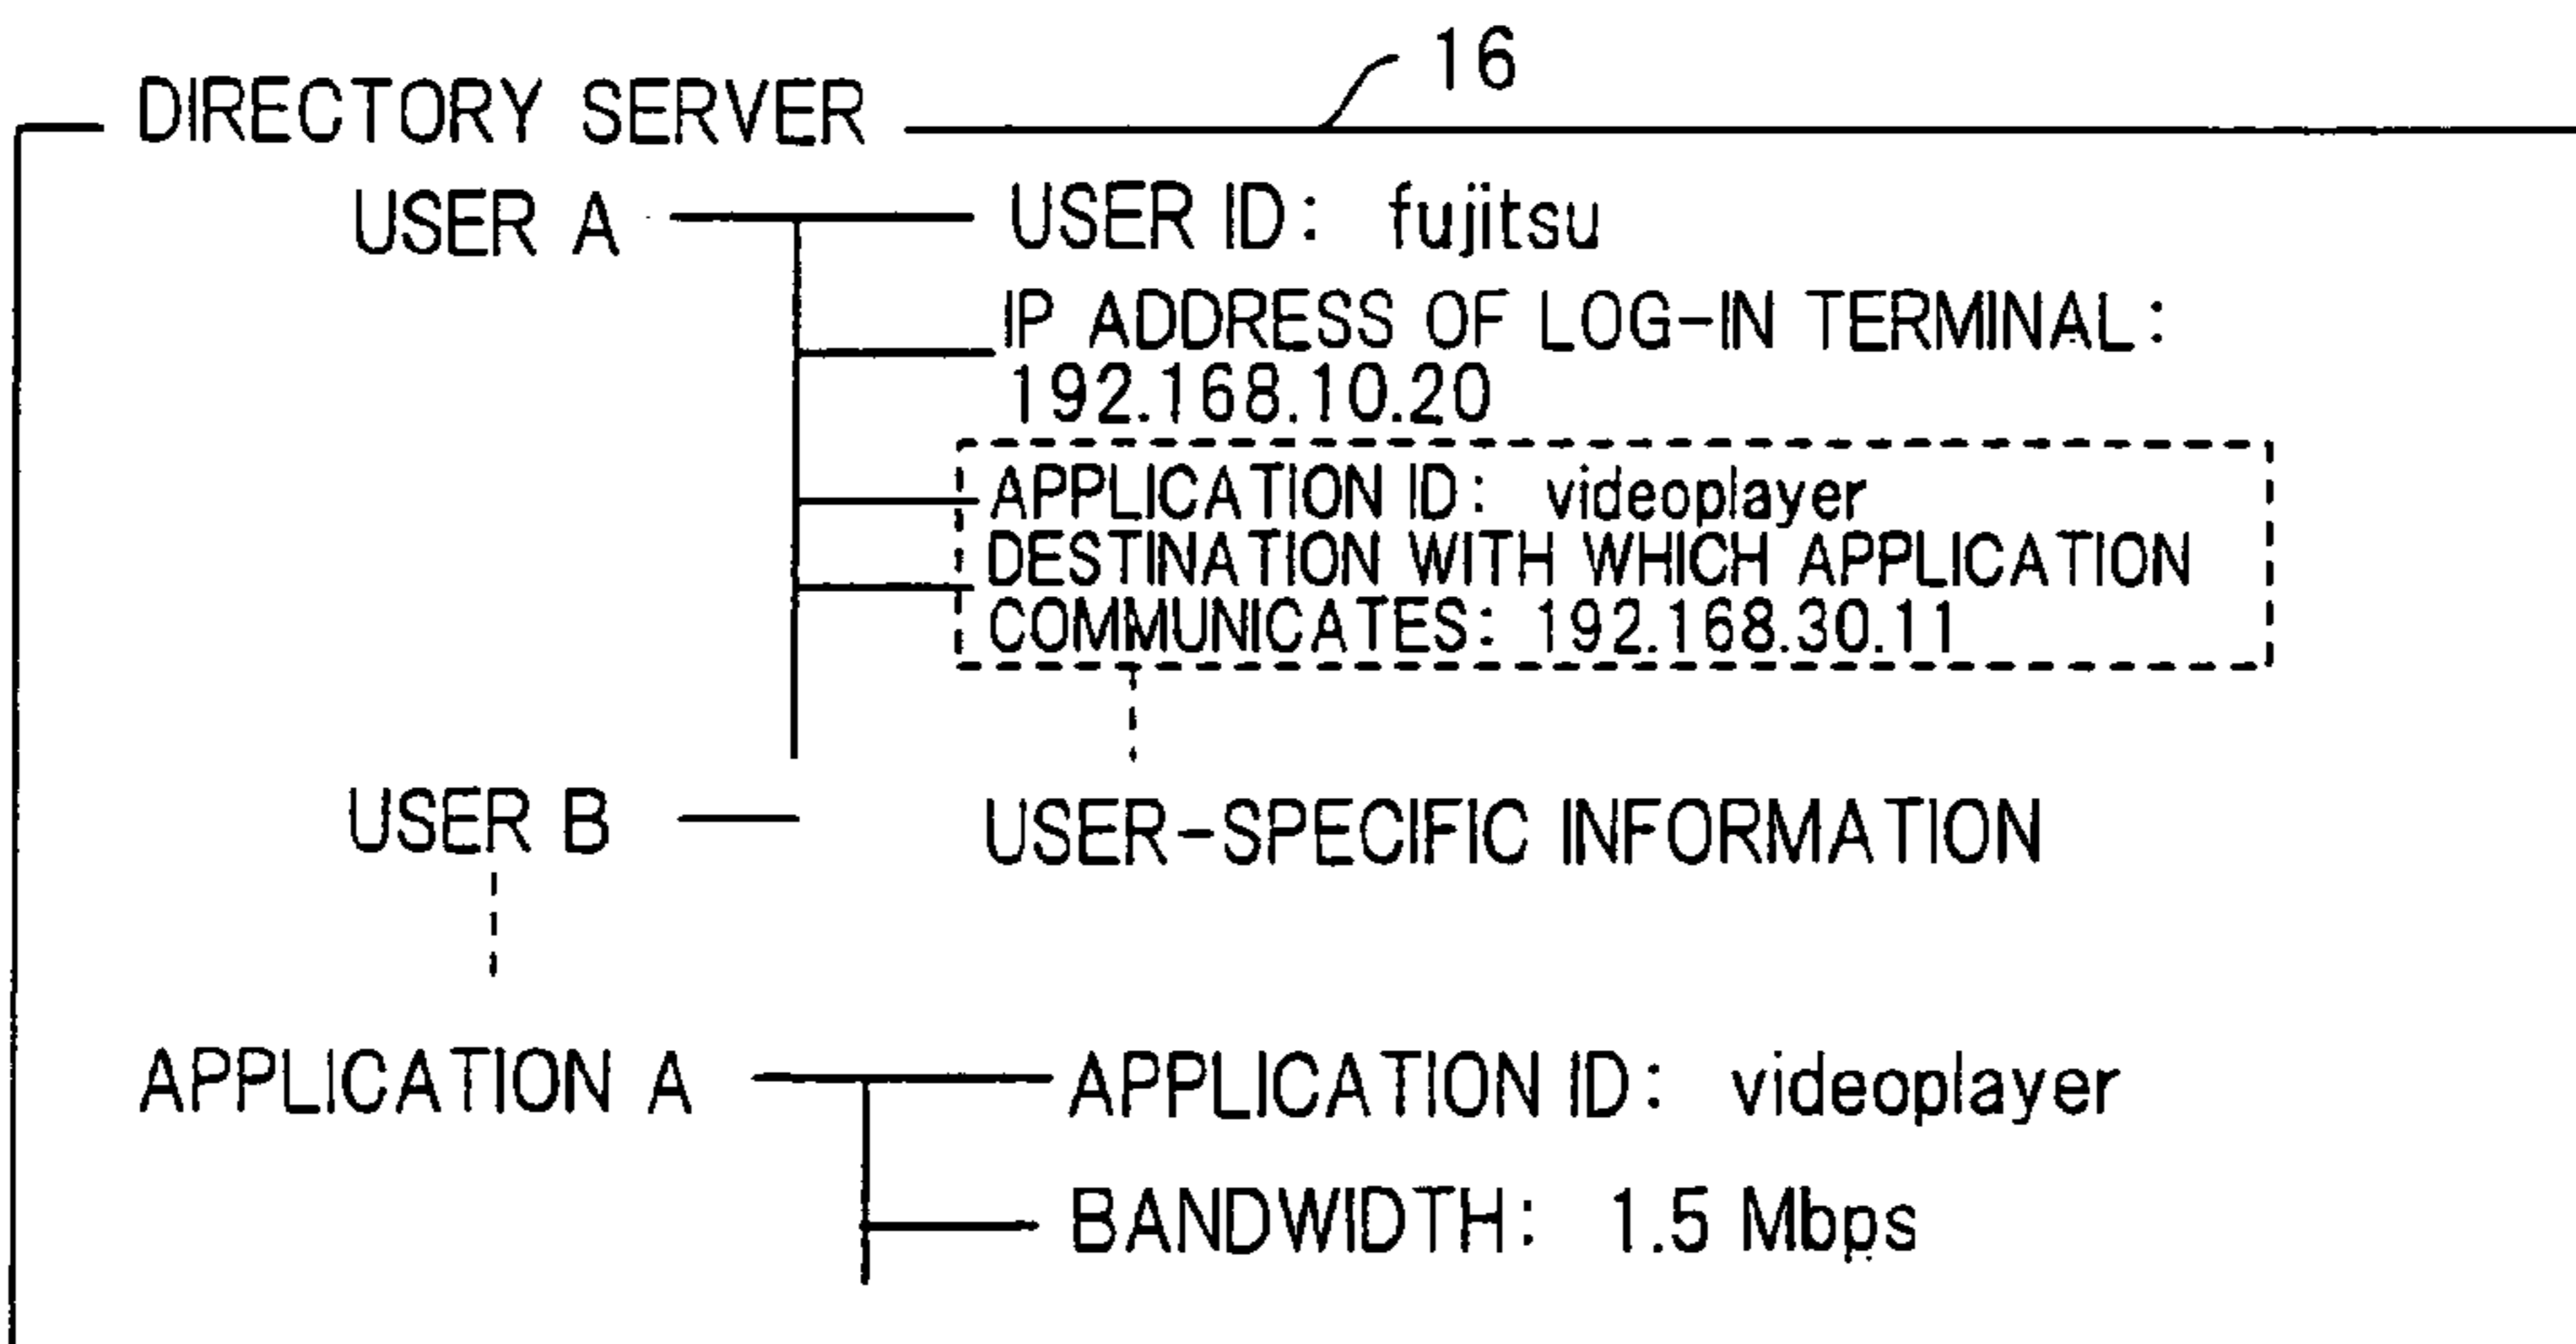 16
DIRECTORY SERVER
USER A
USER ID: fujitsu
IP ADDRESS OF LOG-IN TERMINAL:
192.168.10.20
APPLICATION ID: videoplayer
DESTINATION WITH WHICH APPLICATION
COMMUNICATES: 192.168.30.11
USER B
USER-SPECIFIC INFORMATION
APPLICATION A
APPLICATION ID: videoplayer
BANDWIDTH: 1.5 Mbps